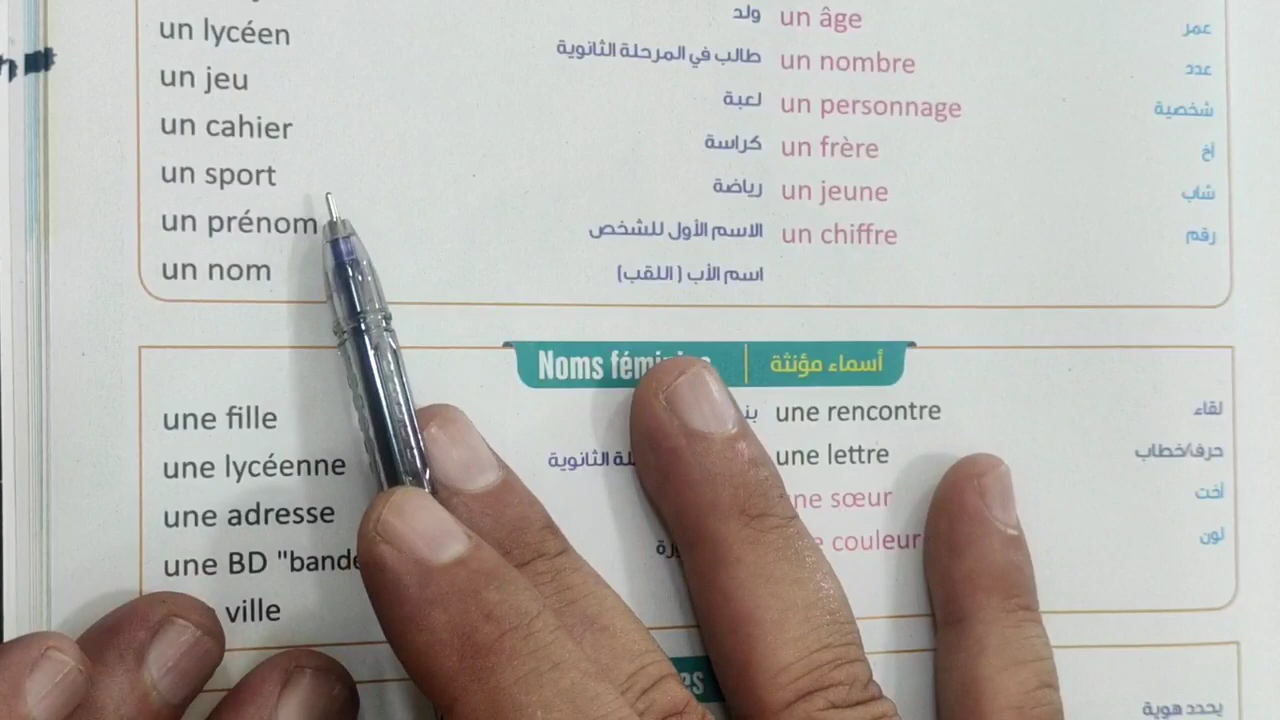 ولد un âge عمر
un lycéen طالب في المرحلة الثانوية un nombre عدد
un jeu لعبة un personnage شخصية
un cahier كراسة un frère أخ
un sport رياضة un jeune شاب
un prénom الاسم الأول للشخص un chiffre رقم
un nom اسم الأب (اللقب)
Noms أسماء مؤنثة
une fille une rencontre لقاء
une lycéenne الثانوية une lettre حرف/خطاب
une adresse sœur أخت
une BD couleur لون
ville
يحدد هوية